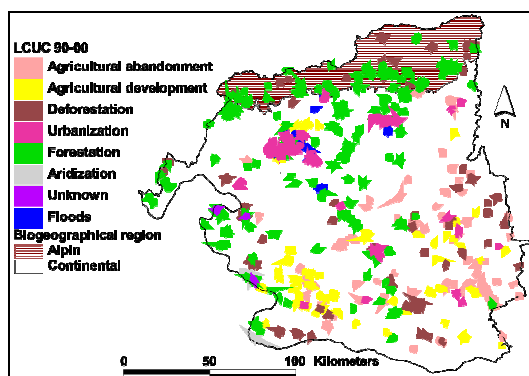 LCUC 90-00
Agricultural abandonment
Agricultural development
Deforestation
Urbanization
Forestation
Aridization
Unknown
Floods
Biogeographical region
Alpin
Continental
N
0 50 100 Kilometers